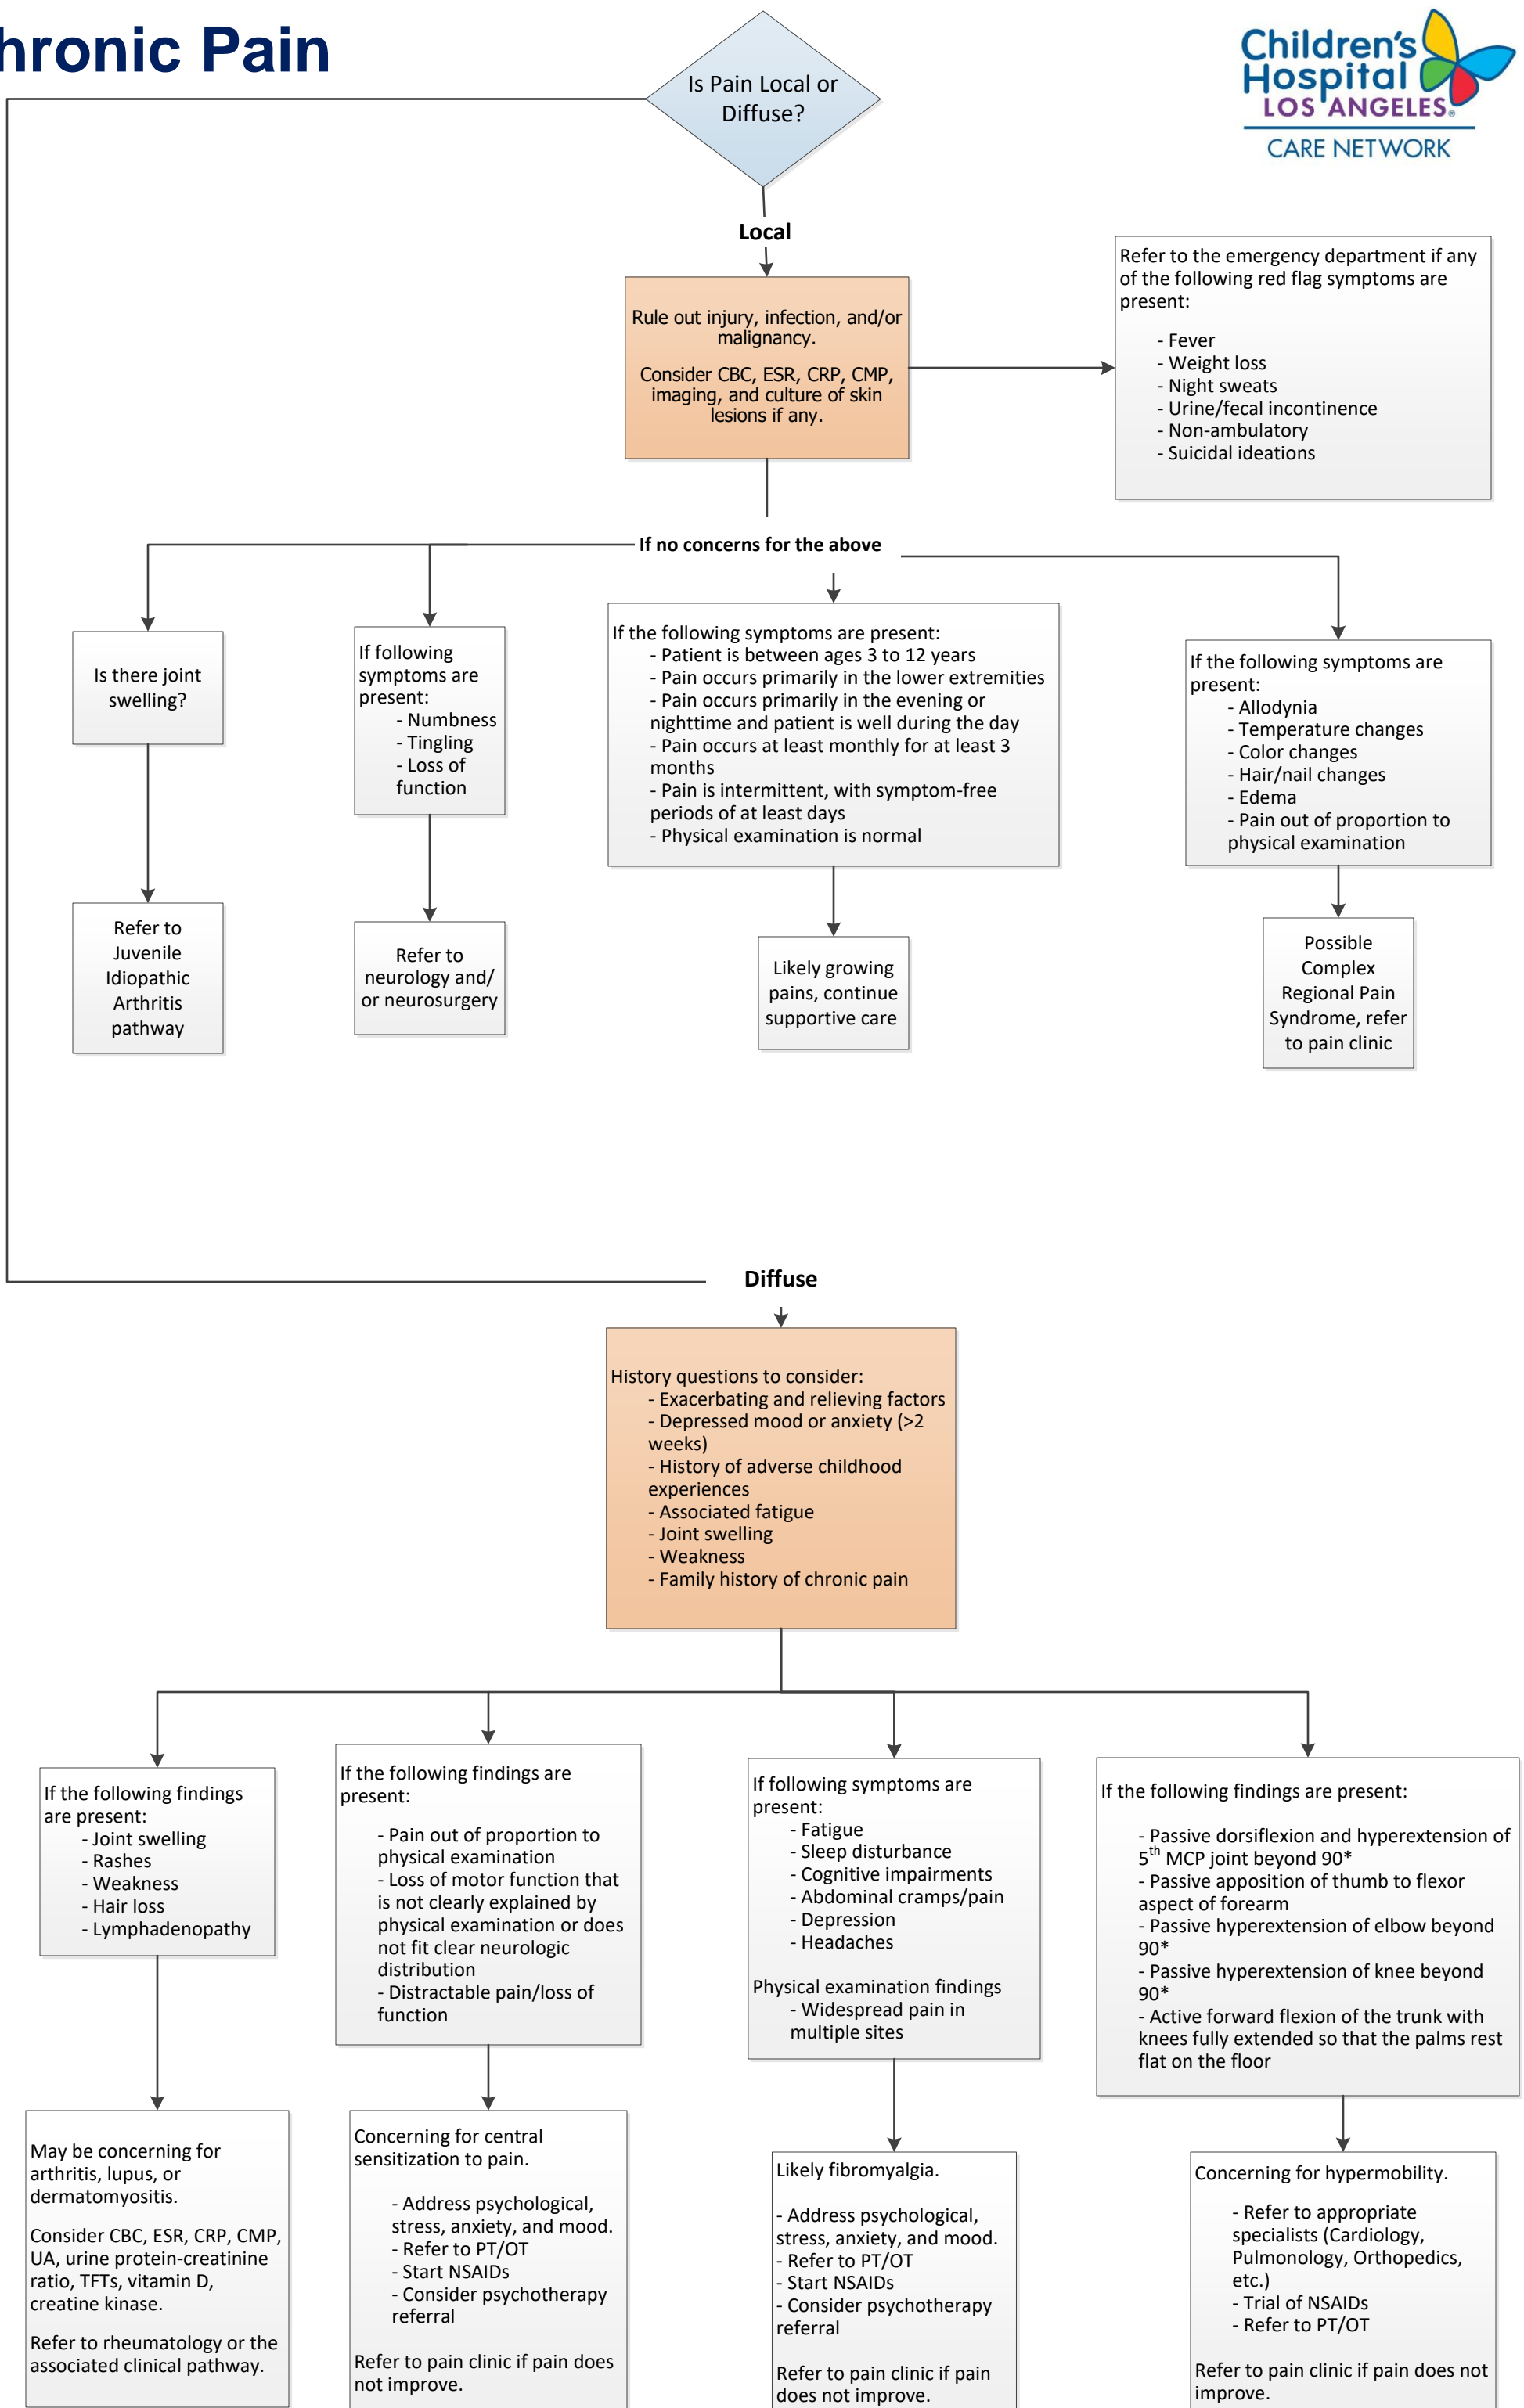 hronic Pain
Children's
Hospital
LOS ANGELES®
CARE NETWORK
Is Pain Local or
Diffuse?
Local
Rule out injury, infection, and/or
malignancy.
Consider CBC, ESR, CRP, CMP,
imaging, and culture of skin
lesions if any.
Refer to the emergency department if any
of the following red flag symptoms are
present:
- Fever
- Weight loss
- Night sweats
- Urine/fecal incontinence
- Non-ambulatory
- Suicidal ideations
If no concerns for the above
Is there joint
swelling?
If following
symptoms are
present:
- Numbness
- Tingling
- Loss of
function
If the following symptoms are present:
- Patient is between ages 3 to 12 years
- Pain occurs primarily in the lower extremities
- Pain occurs primarily in the evening or
nighttime and patient is well during the day
- Pain occurs at least monthly for at least 3
months
- Pain is intermittent, with symptom-free
periods of at least days
- Physical examination is normal
If the following symptoms are
present:
- Allodynia
- Temperature changes
- Color changes
- Hair/nail changes
- Edema
- Pain out of proportion to
physical examination
Refer to
Juvenile
Idiopathic
Arthritis
pathway
Refer to
neurology and/
or neurosurgery
Likely growing
pains, continue
supportive care
Possible
Complex
Regional Pain
Syndrome, refer
to pain clinic
Diffuse
History questions to consider:
- Exacerbating and relieving factors
- Depressed mood or anxiety (>2
weeks)
- History of adverse childhood
experiences
- Associated fatigue
- Joint swelling
- Weakness
- Family history of chronic pain
If the following findings
are present:
- Joint swelling
- Rashes
- Weakness
- Hair loss
- Lymphadenopathy
If the following findings are
present:
- Pain out of proportion to
physical examination
- Loss of motor function that
is not clearly explained by
physical examination or does
not fit clear neurologic
distribution
- Distractable pain/loss of
function
If following symptoms are
present:
- Fatigue
- Sleep disturbance
- Cognitive impairments
- Abdominal cramps/pain
- Depression
- Headaches
Physical examination findings
- Widespread pain in
multiple sites
If the following findings are present:
- Passive dorsiflexion and hyperextension of
5th MCP joint beyond 90*
- Passive apposition of thumb to flexor
aspect of forearm
- Passive hyperextension of elbow beyond
90*
- Passive hyperextension of knee beyond
90*
- Active forward flexion of the trunk with
knees fully extended so that the palms rest
flat on the floor
May be concerning for
arthritis, lupus, or
dermatomyositis.
Consider CBC, ESR, CRP, CMP,
UA, urine protein-creatinine
ratio, TFTs, vitamin D,
creatine kinase.
Refer to rheumatology or the
associated clinical pathway.
Concerning for central
sensitization to pain.
- Address psychological,
stress, anxiety, and mood.
- Refer to PT/OT
- Start NSAIDs
- Consider psychotherapy
referral
Refer to pain clinic if pain does
not improve.
Likely fibromyalgia.
- Address psychological,
stress, anxiety, and mood.
- Refer to PT/OT
- Start NSAIDs
- Consider psychotherapy
referral
Refer to pain clinic if pain
does not improve.
Concerning for hypermobility.
- Refer to appropriate
specialists (Cardiology,
Pulmonology, Orthopedics,
etc.)
- Trial of NSAIDs
- Refer to PT/OT
Refer to pain clinic if pain does not
improve.